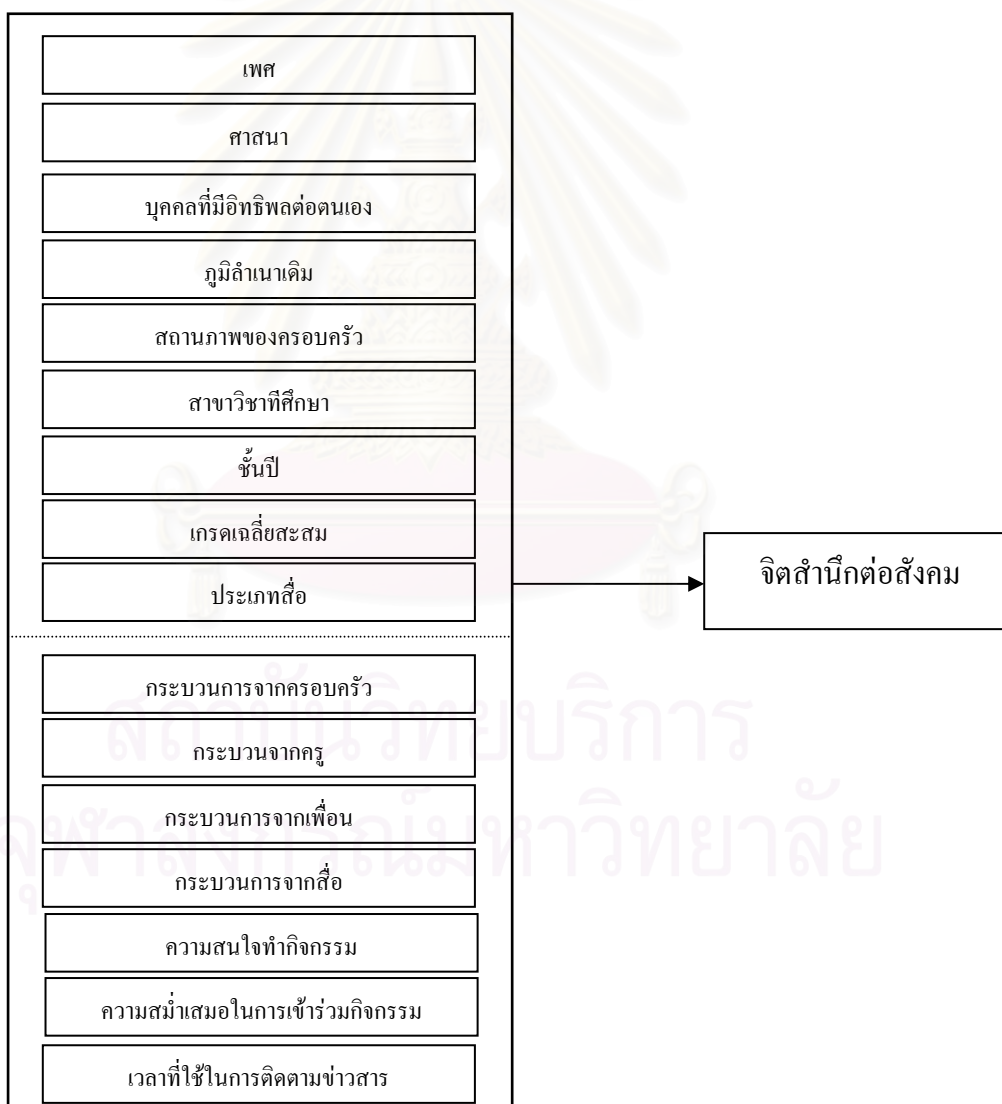 เพศ
ศาสนา
บุคคลที่มีอิทธิพลต่อตนเอง
ภูมิลำเนาเดิม
สถานภาพของครอบครัว
สาขาวิชาทีศึกษา
ชั้นปี
เกรดเฉลี่ยสะสม
ประเภทสื่อ
จิตสำนึกต่อสังคม
กระบวนการจากครอบครัว
กระบวนจากครู
กระบวนการจากเพื่อน
กระบวนการจากสื่อ
ความสนใจทำกิจกรรม
ความสม่ำเสมอในการเข้าร่วมกิจกรรม
เวลาที่ใช้ในการติดตามข่าวสาร
สถาบันวิทยบริการ
จุฬาลงกรณ์มหาวิทยาลัย